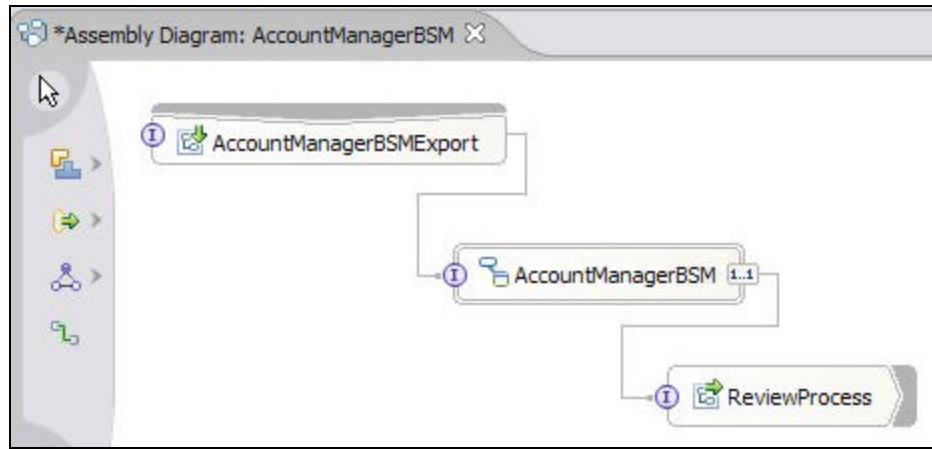 *Assembly Diagram: AccountManagerBSM
I AccountManagerBSMExport
I AccountManagerBSM 1..1
I ReviewProcess